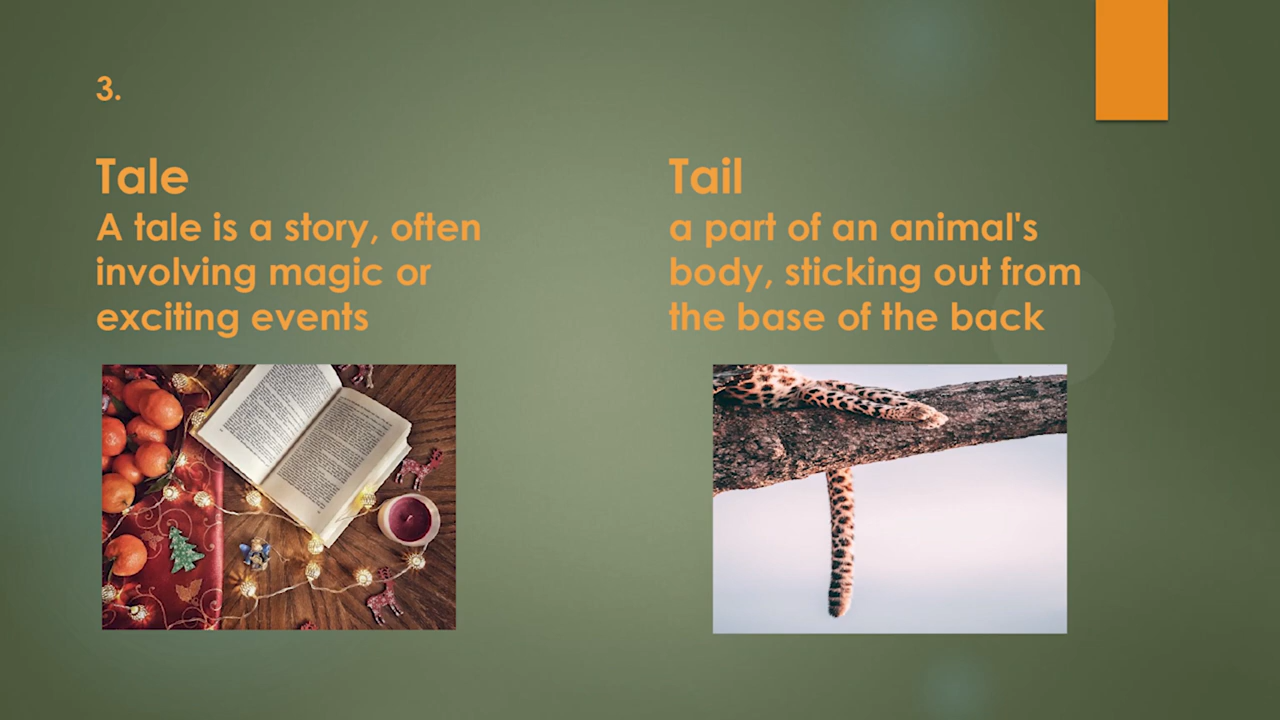 3.
Tale
A tale is a story, often
involving magic or
exciting events
Tail
a part of an animal's
body, sticking out from
the base of the back